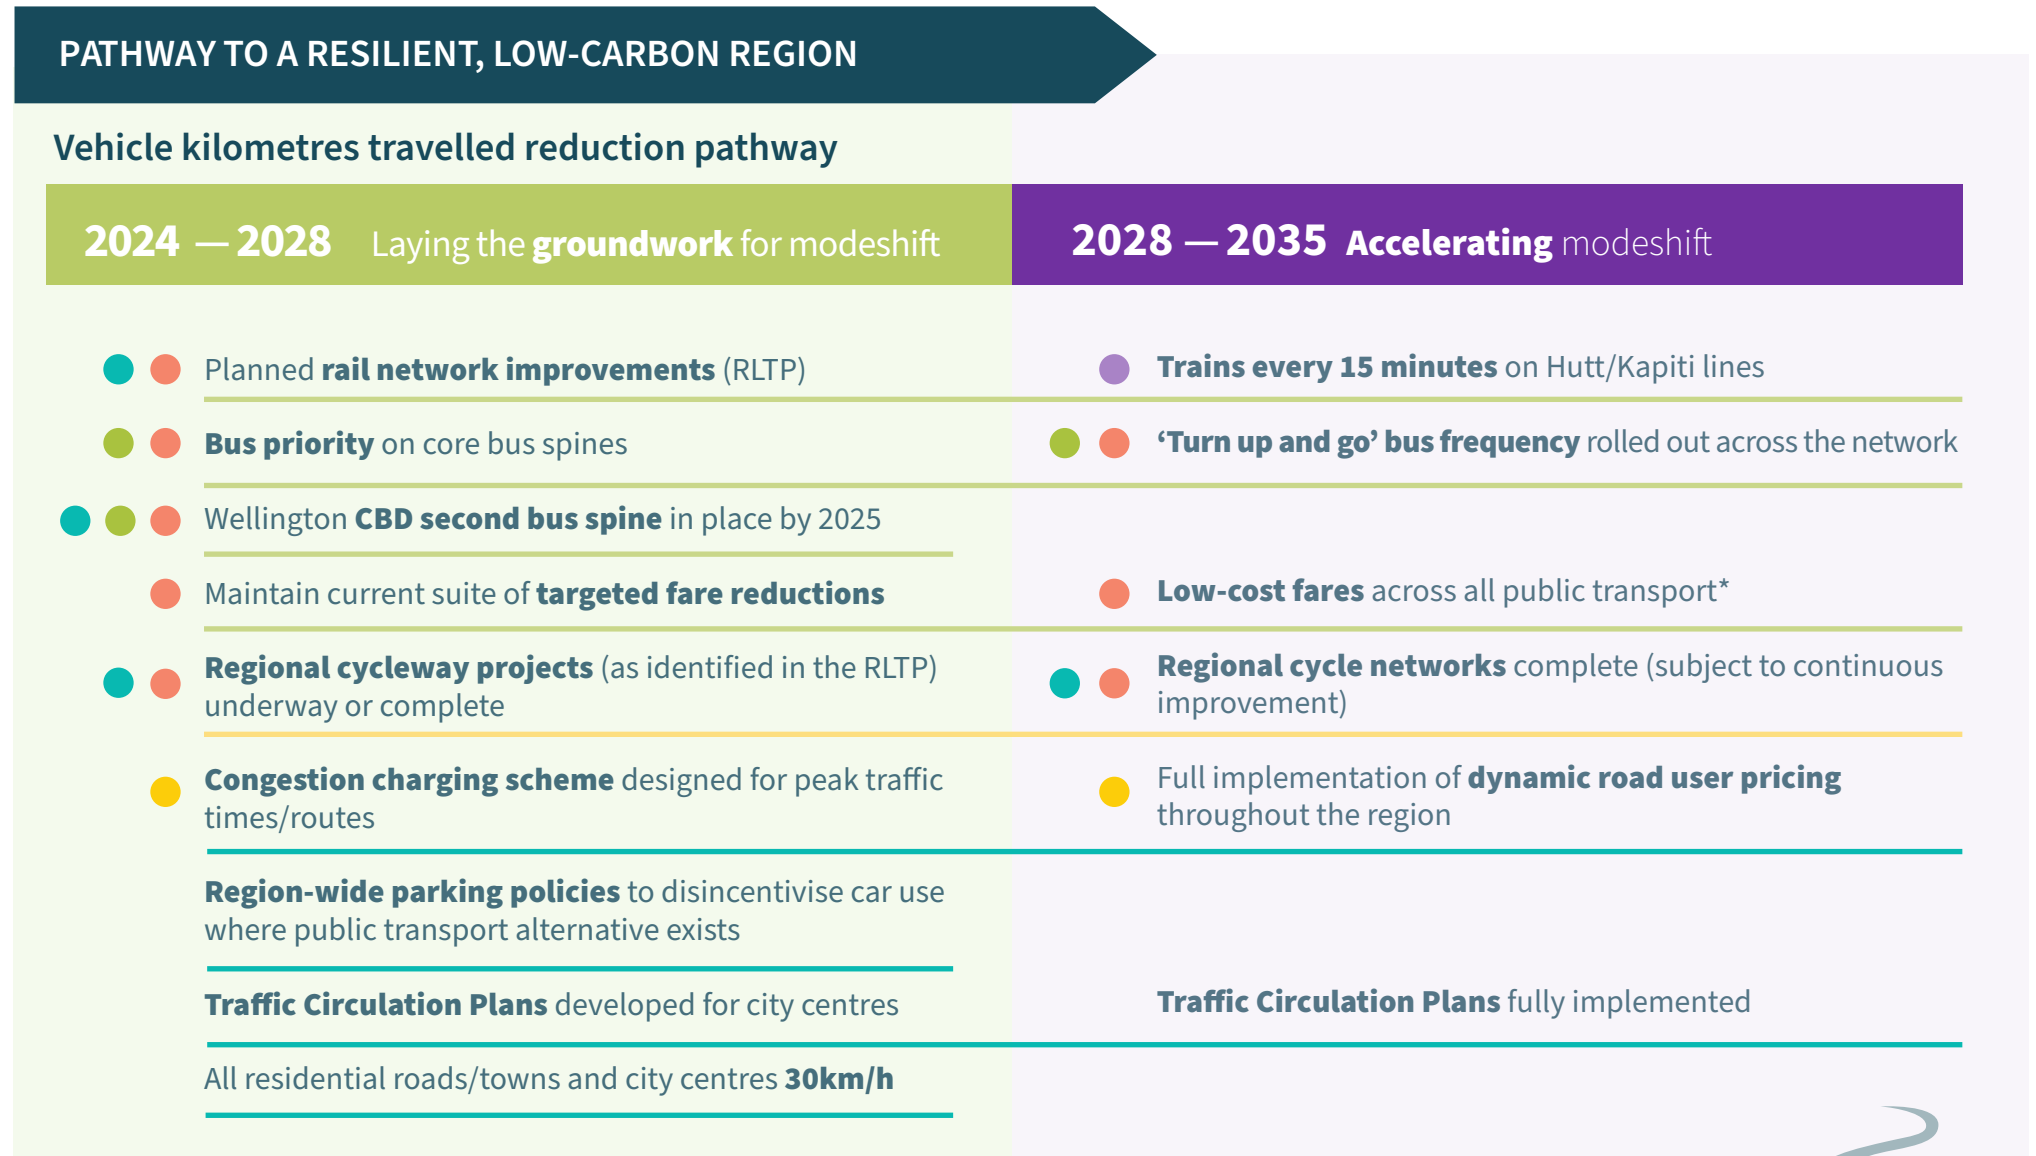 PATHWAY TO A RESILIENT, LOW-CARBON REGION
Vehicle kilometres travelled reduction pathway
2024 — 2028 Laying the groundwork for modeshift
Planned rail network improvements (RLTP)
Bus priority on core bus spines
Wellington CBD second bus spine in place by 2025
Maintain current suite of targeted fare reductions
Regional cycleway projects (as identified in the RLTP)
underway or complete
Congestion charging scheme designed for peak traffic
times/routes
Region-wide parking policies to disincentivise car use
where public transport alternative exists
Traffic Circulation Plans developed for city centres
All residential roads/towns and city centres 30km/h
2028 — 2035 Accelerating modeshift
Trains every 15 minutes on Hutt/Kapiti lines
‘Turn up and go’ bus frequency rolled out across the network
Low-cost fares across all public transport*
Regional cycle networks complete (subject to continuous
improvement)
Full implementation of dynamic road user pricing
throughout the region
Traffic Circulation Plans fully implemented